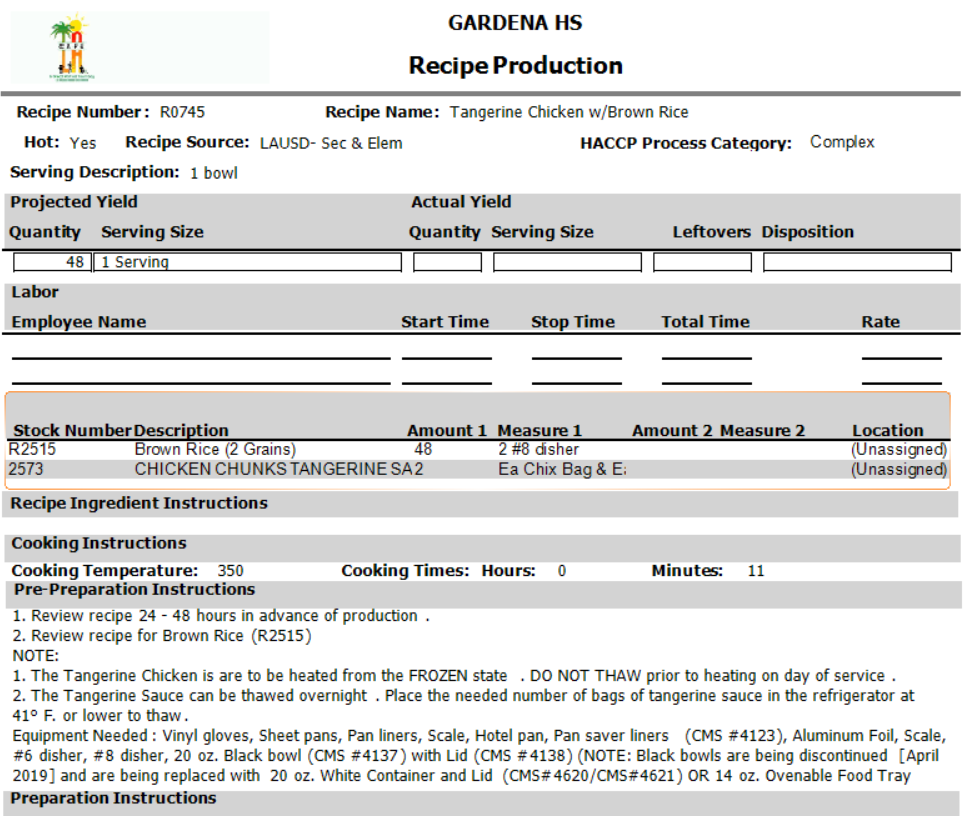 CAFE
LA
GARDENA HS
Recipe Production
Recipe Number: R0745 Recipe Name: Tangerine Chicken w/Brown Rice
Hot: Yes Recipe Source: LAUSD- Sec & Elem HACCP Process Category: Complex
Serving Description: 1 bowl
Projected Yield Actual Yield
Quantity Serving Size Quantity Serving Size Leftovers Disposition
48 1 Serving
Labor
Employee Name Start Time Stop Time Total Time Rate
Stock Number Description Amount 1 Measure 1 Amount 2 Measure 2 Location
R2515 Brown Rice (2 Grains) 48 2 #8 disher (Unassigned)
2573 CHICKEN CHUNKS TANGERINE SA 2 Ea Chix Bag & Ea (Unassigned)
Recipe Ingredient Instructions
Cooking Instructions
Cooking Temperature: 350 Cooking Times: Hours: 0 Minutes: 11
Pre-Preparation Instructions
1. Review recipe 24 - 48 hours in advance of production .
2. Review recipe for Brown Rice (R2515)
NOTE:
1. The Tangerine Chicken is are to be heated from the FROZEN state . DO NOT THAW prior to heating on day of service .
2. The Tangerine Sauce can be thawed overnight . Place the needed number of bags of tangerine sauce in the refrigerator at
41° F. or lower to thaw.
Equipment Needed : Vinyl gloves, Sheet pans, Pan liners, Scale, Hotel pan, Pan saver liners (CMS #4123), Aluminum Foil, Scale,
#6 disher, #8 disher, 20 oz. Black bowl (CMS #4137) with Lid (CMS #4138) (NOTE: Black bowls are being discontinued [April
2019] and are being replaced with 20 oz. White Container and Lid (CMS#4620/CMS#4621) OR 14 oz. Ovenable Food Tray
Preparation Instructions